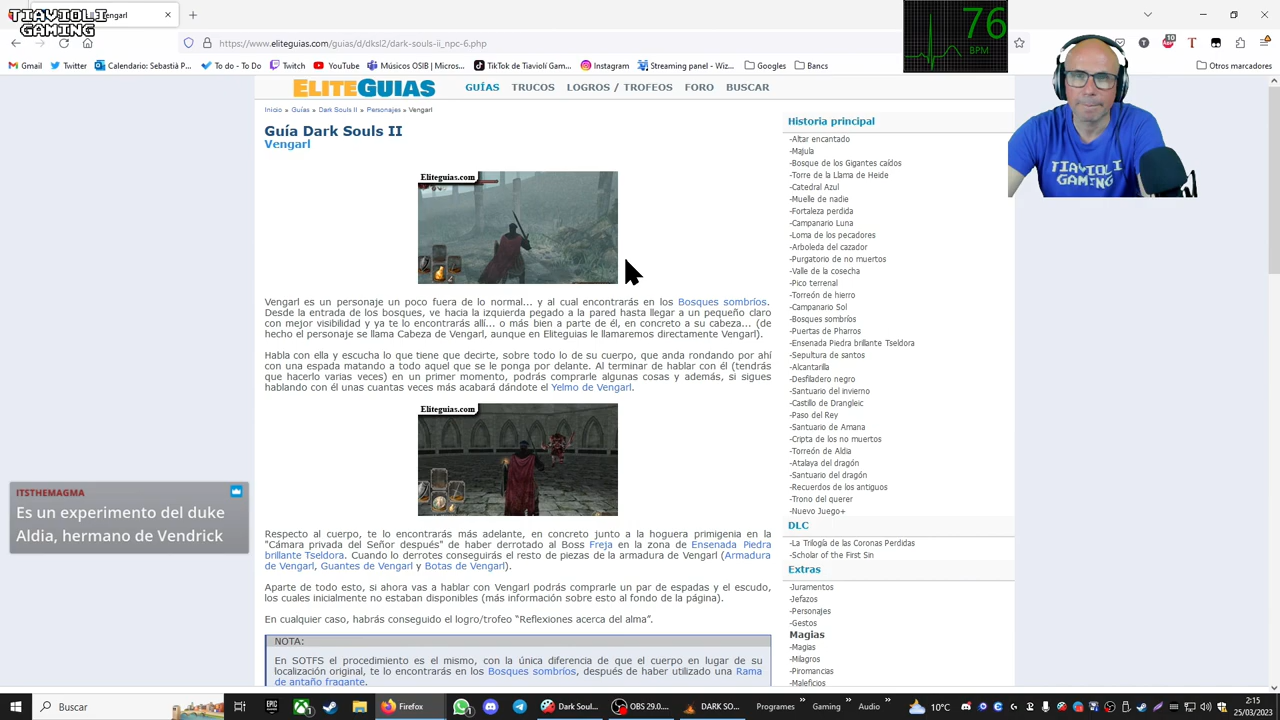 TIAVIOLI
GAMING
engarl
76
BPM
https://www.eliteguias.com/guias/d/dksl2/dark-souls-ii_npc-6.php
Gmail
Twitter
Calendario: Sebastià P...
Twitch
YouTube
Músicos OSIB | Micros...
TikTok de Tiavioli Gam...
Instagram
Streaming panel - Wiz...
Googles
Bancs
Otros marcadores
ELITEGUIAS
GUÍAS TRUCOS LOGROS / TROFEOS FORO BUSCAR
Inicio » Guías » Dark Souls II » Personajes » Vengarl
Guía Dark Souls II
Vengarl
Eliteguias.com
Vengarl es un personaje un poco fuera de lo normal... y al cual encontrarás en los Bosques sombríos.
Desde la entrada de los bosques, ve hacia la izquierda pegado a la pared hasta llegar a un pequeño claro
con mejor visibilidad y ya te lo encontrarás allí... o más bien a parte de él, en concreto a su cabeza... (de
hecho el personaje se llama Cabeza de Vengarl, aunque en Eliteguias le llamaremos directamente Vengarl).
Habla con ella y escucha lo que tiene que decirte, sobre todo lo de su cuerpo, que anda rondando por ahí
con una espada matando a todo aquel que se le ponga por delante. Al terminar de hablar con él (tendrás
que hacerlo varias veces) en un primer momento, podrás comprarle algunas cosas y además, si sigues
hablando con él unas cuantas veces más acabará dándote el Yelmo de Vengarl.
Eliteguias.com
Respecto al cuerpo, te lo encontrarás más adelante, en concreto junto a la hoguera primigenia en la
"Cámara privada del Señor después" de haber derrotado al Boss Freja en la zona de Ensenada Piedra
brillante Tseldora. Cuando lo derrotes conseguirás el resto de piezas de la armadura de Vengarl (Armadura
de Vengarl, Guantes de Vengarl y Botas de Vengarl).
Aparte de todo esto, si ahora vas a hablar con Vengarl podrás comprarle un par de espadas y el escudo,
los cuales inicialmente no estaban disponibles (más información sobre esto al fondo de la página).
En cualquier caso, habrás conseguido el logro/trofeo "Reflexiones acerca del alma".
NOTA:
En SOTFS el procedimiento es el mismo, con la única diferencia de que el cuerpo en lugar de su
localización original, te lo encontrarás en los Bosques sombríos, después de haber utilizado una Rama
de antaño fragante.
Historia principal
-Altar encantado
-Majula
-Bosque de los Gigantes caídos
-Torre de la Llama de Heide
-Catedral Azul
-Muelle de nadie
-Fortaleza perdida
-Campanario Luna
-Loma de los pecadores
-Arboleda del cazador
-Purgatorio de no muertos
-Valle de la cosecha
-Pico terrenal
-Torreón de hierro
-Campanario Sol
-Bosques sombríos
-Puertas de Pharros
-Ensenada Piedra brillante Tseldora
-Sepultura de santos
-Alcantarilla
-Desfiladero negro
-Santuario del invierno
-Castillo de Drangleic
-Paso del Rey
-Santuario de Amana
-Cripta de los no muertos
-Torreón de Aldia
-Atalaya del dragón
-Santuario del dragón
-Recuerdos de los antiguos
-Trono del querer
-Nuevo Juego+
DLC
-La Trilogía de las Coronas Perdidas
-Scholar of the First Sin
Extras
-Juramentos
-Jefazos
-Personajes
-Gestos
Magias
-Magias
-Milagros
-Piromancias
-Maleficios
TIAVIOLI
GAMING
ITSTHEMAGMA
Es un experimento del duke
Aldia, hermano de Vendrick
Buscar
Firefox
Dark Soul...
OBS 29.0....
DARK SO...
Programes
Gaming
Audio
10°C
2:15
25/03/2023